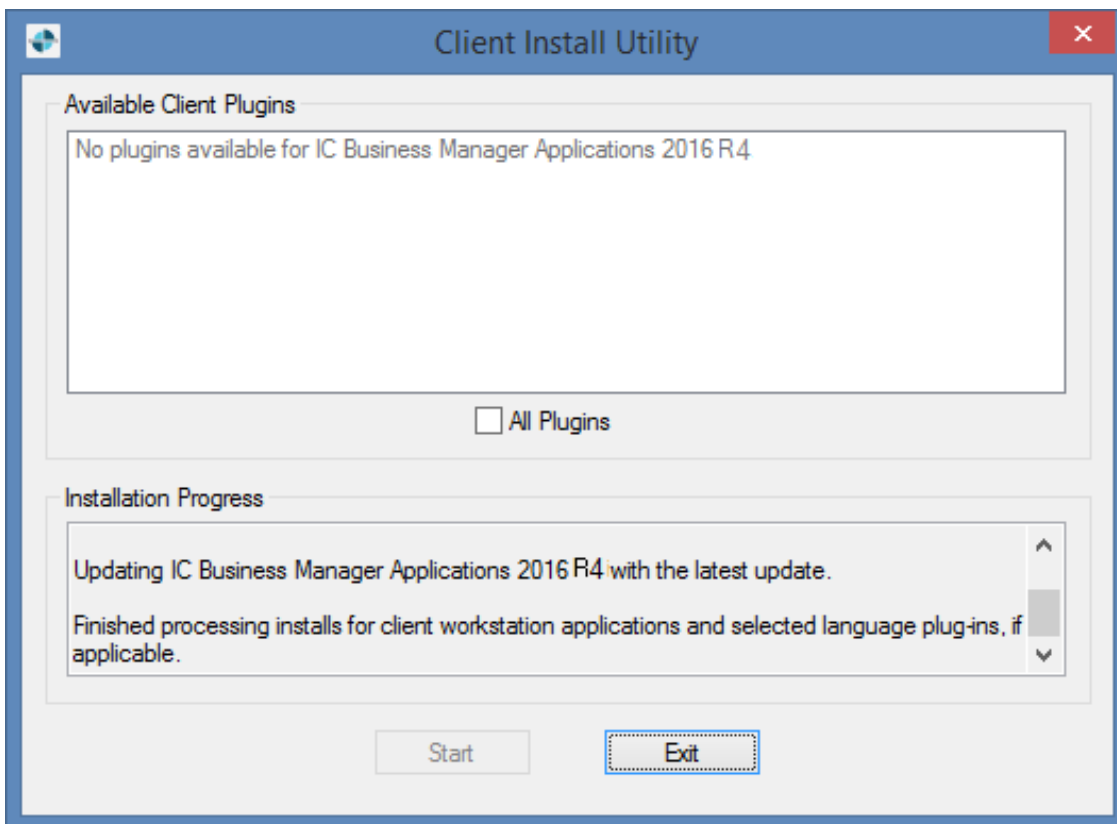 Client Install Utility
Available Client Plugins
No plugins available for IC Business Manager Applications 2016 R4
All Plugins
Installation Progress
Updating IC Business Manager Applications 2016 R4 with the latest update.
Finished processing installs for client workstation applications and selected language plug-ins, if
applicable.
Start
Exit